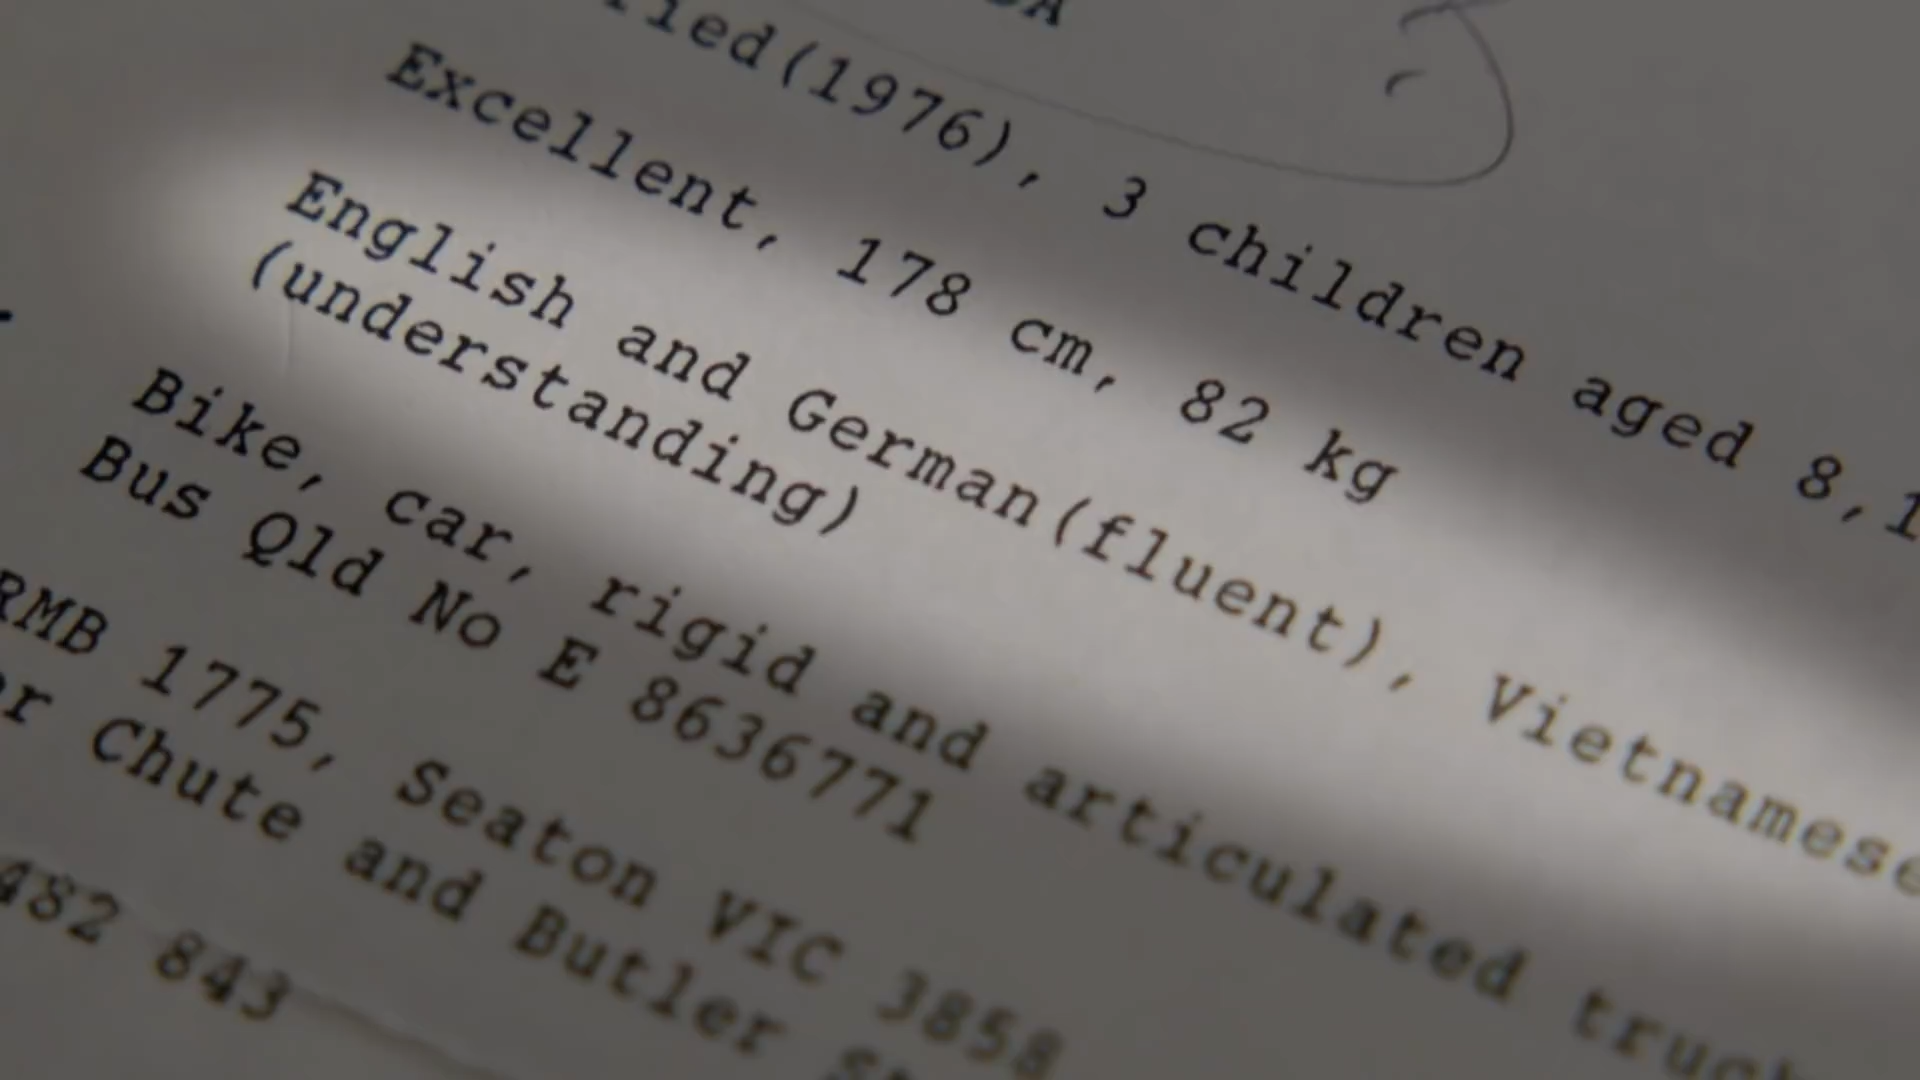 (1976), 3 children aged 8,1
Excellent, 178 cm, 82 kg
English and German(fluent), Vietnamese
(understanding)
Bike, car, rigid and articulated truck
Bus Qld No E 8636771
RMB 1775, Seaton VIC 3858
Chute and Butler
482 843